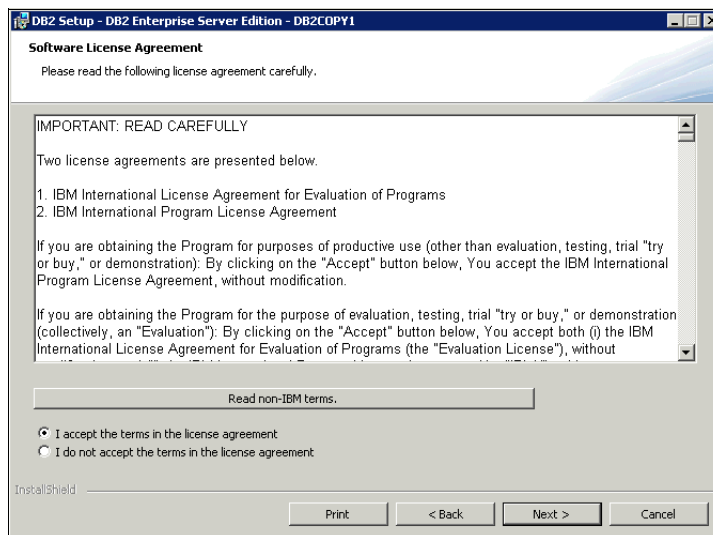 DB2 Setup - DB2 Enterprise Server Edition - DB2COPY1
Software License Agreement
Please read the following license agreement carefully.
IMPORTANT: READ CAREFULLY
Two license agreements are presented below.
1. IBM International License Agreement for Evaluation of Programs
2. IBM International Program License Agreement
If you are obtaining the Program for purposes of productive use (other than evaluation, testing, trial "try
or buy," or demonstration): By clicking on the "Accept" button below, You accept the IBM International
Program License Agreement, without modification.
If you are obtaining the Program for the purpose of evaluation, testing, trial "try or buy," or demonstration
(collectively, an "Evaluation"): By clicking on the "Accept" button below, You accept both (i) the IBM
International License Agreement for Evaluation of Programs (the "Evaluation License"), without
Read non-IBM terms.
I accept the terms in the license agreement
I do not accept the terms in the license agreement
InstallShield
Print
< Back
Next >
Cancel